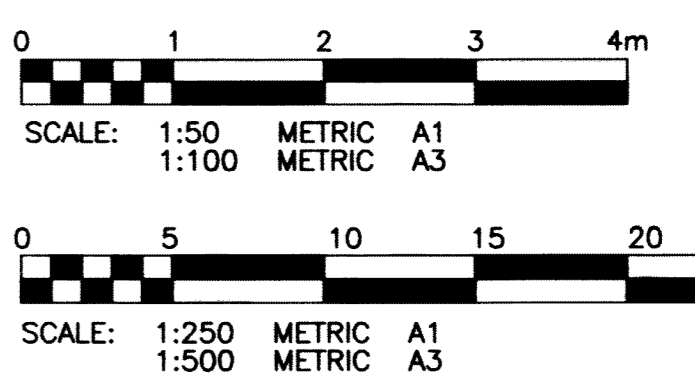 0 1 2 3 4m
SCALE: 1:50 METRIC A1
1:100 METRIC A3
0 5 10 15 20
SCALE: 1:250 METRIC A1
1:500 METRIC A3